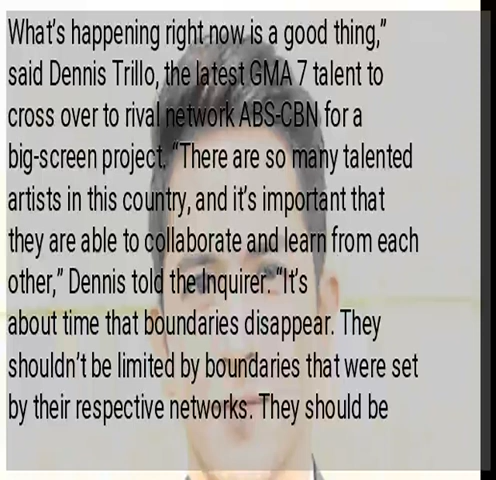 What's happening right now is a good thing,”
said Dennis Trillo, the latest GMA 7 talent to
cross over to rival network ABS-CBN for a
big-screen project. “There are so many talented
artists in this country, and it's important that
they are able to collaborate and learn from each
other,” Dennis told the Inquirer. “It's
about time that boundaries disappear. They
shouldn't be limited by boundaries that were set
by their respective networks. They should be